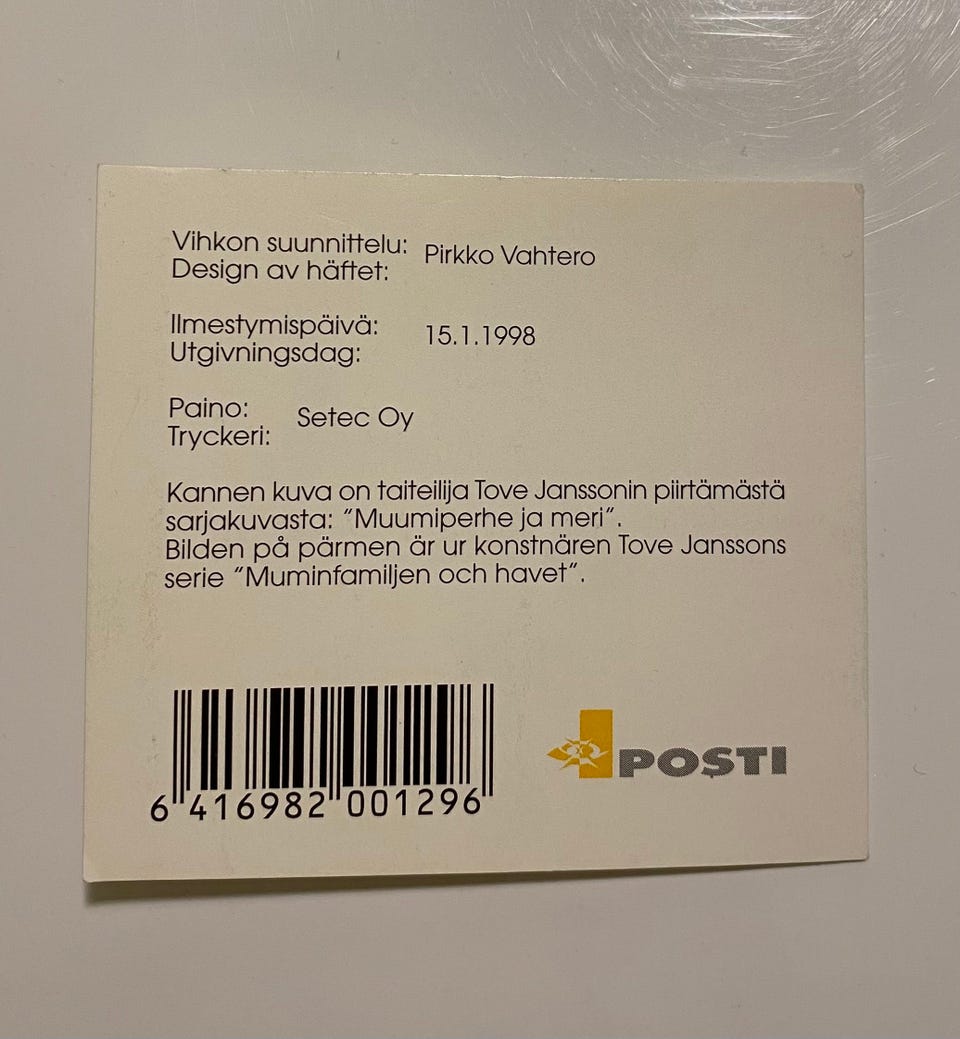 Vihkon suunnittelu: Pirkko Vahtero
Design av häftet:
Ilmestymispäivä: 15.1.1998
Utgivningsdag:
Paino: Setec Oy
Tryckeri:
Kannen kuva on taiteilija Tove Janssonin piirtämästä
sarjakuvasta: ”Muumiperhe ja meri”.
Bilden på pärmen är ur konstnären Tove Janssons
serie ”Muminfamiljen och havet”.
6 416982 001296
POSTI